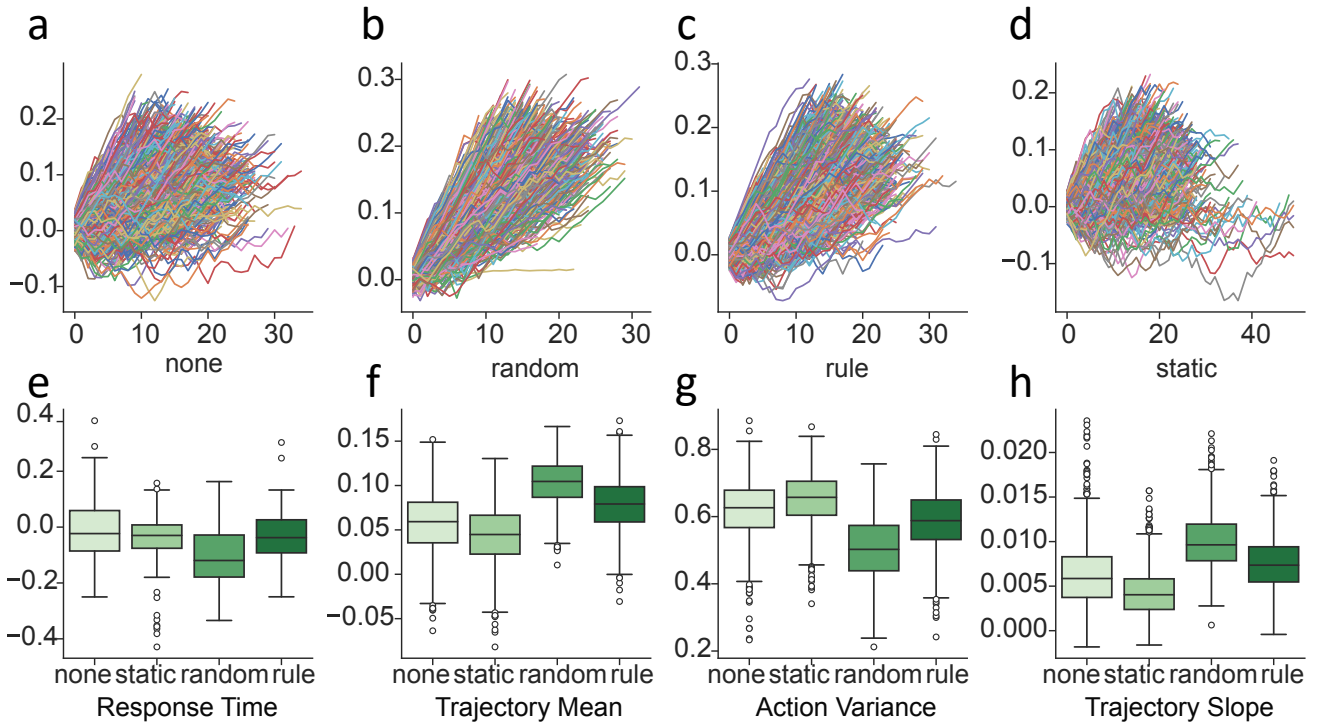 a b c d
0.2
0.1
0.0
−0.1
0 10 20 30
none
0.3
0.2
0.1
0.0
0 10 20 30
random
0.3
0.2
0.1
0.0
0 10 20 30
rule
0.2
0.1
0.0
−0.1
0 20 40
static
e f g h
0.4
0.2
0.0
−0.2
−0.4
none static random rule
Response Time
0.15
0.10
0.05
0.00
−0.05
none static random rule
Trajectory Mean
0.8
0.6
0.4
0.2
none static random rule
Action Variance
0.020
0.015
0.010
0.005
0.000
none static random rule
Trajectory Slope